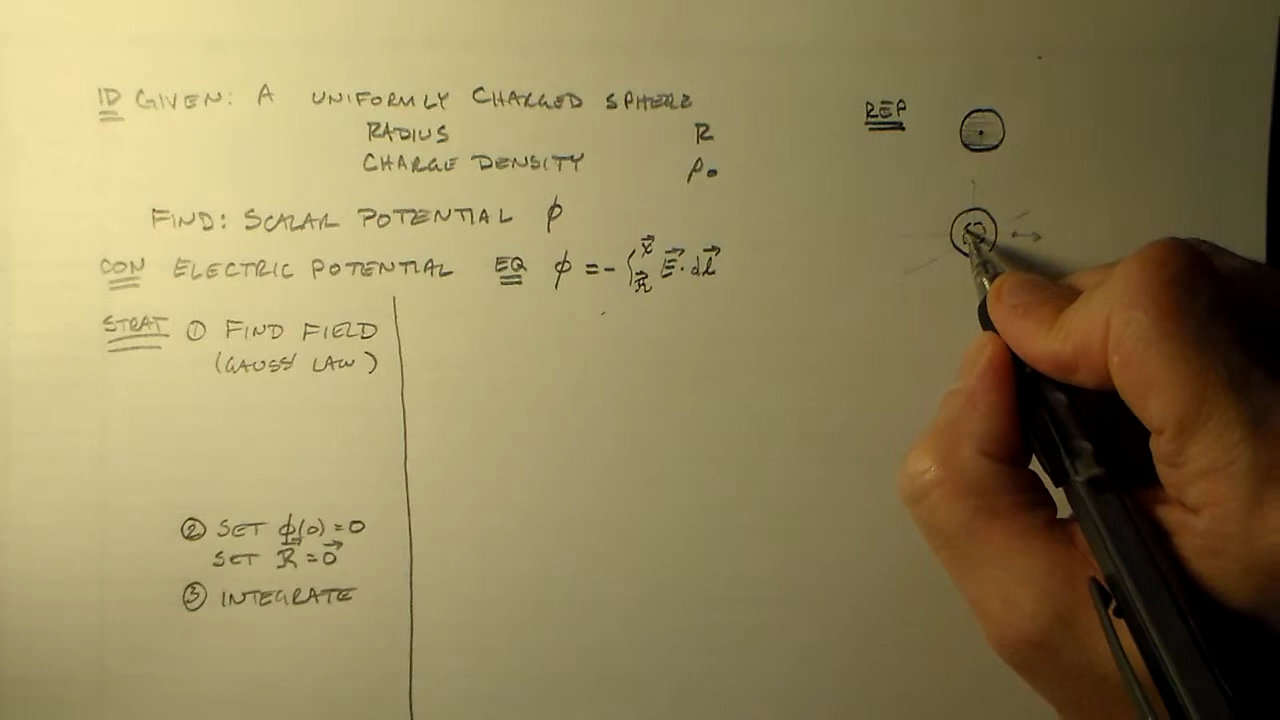 ID GIVEN: A UNIFORMLY CHARGED SPHERE
RADIUS R
CHARGE DENSITY ρ₀
REP
FIND: SCALAR POTENTIAL ϕ
CON ELECTRIC POTENTIAL EQ ϕ = -∫_R⃗^x⃗ E⃗·dl⃗
STRAT ① FIND FIELD
(GAUSS' LAW)
② SET ϕ(0) = 0
SET R⃗ = 0⃗
③ INTEGRATE